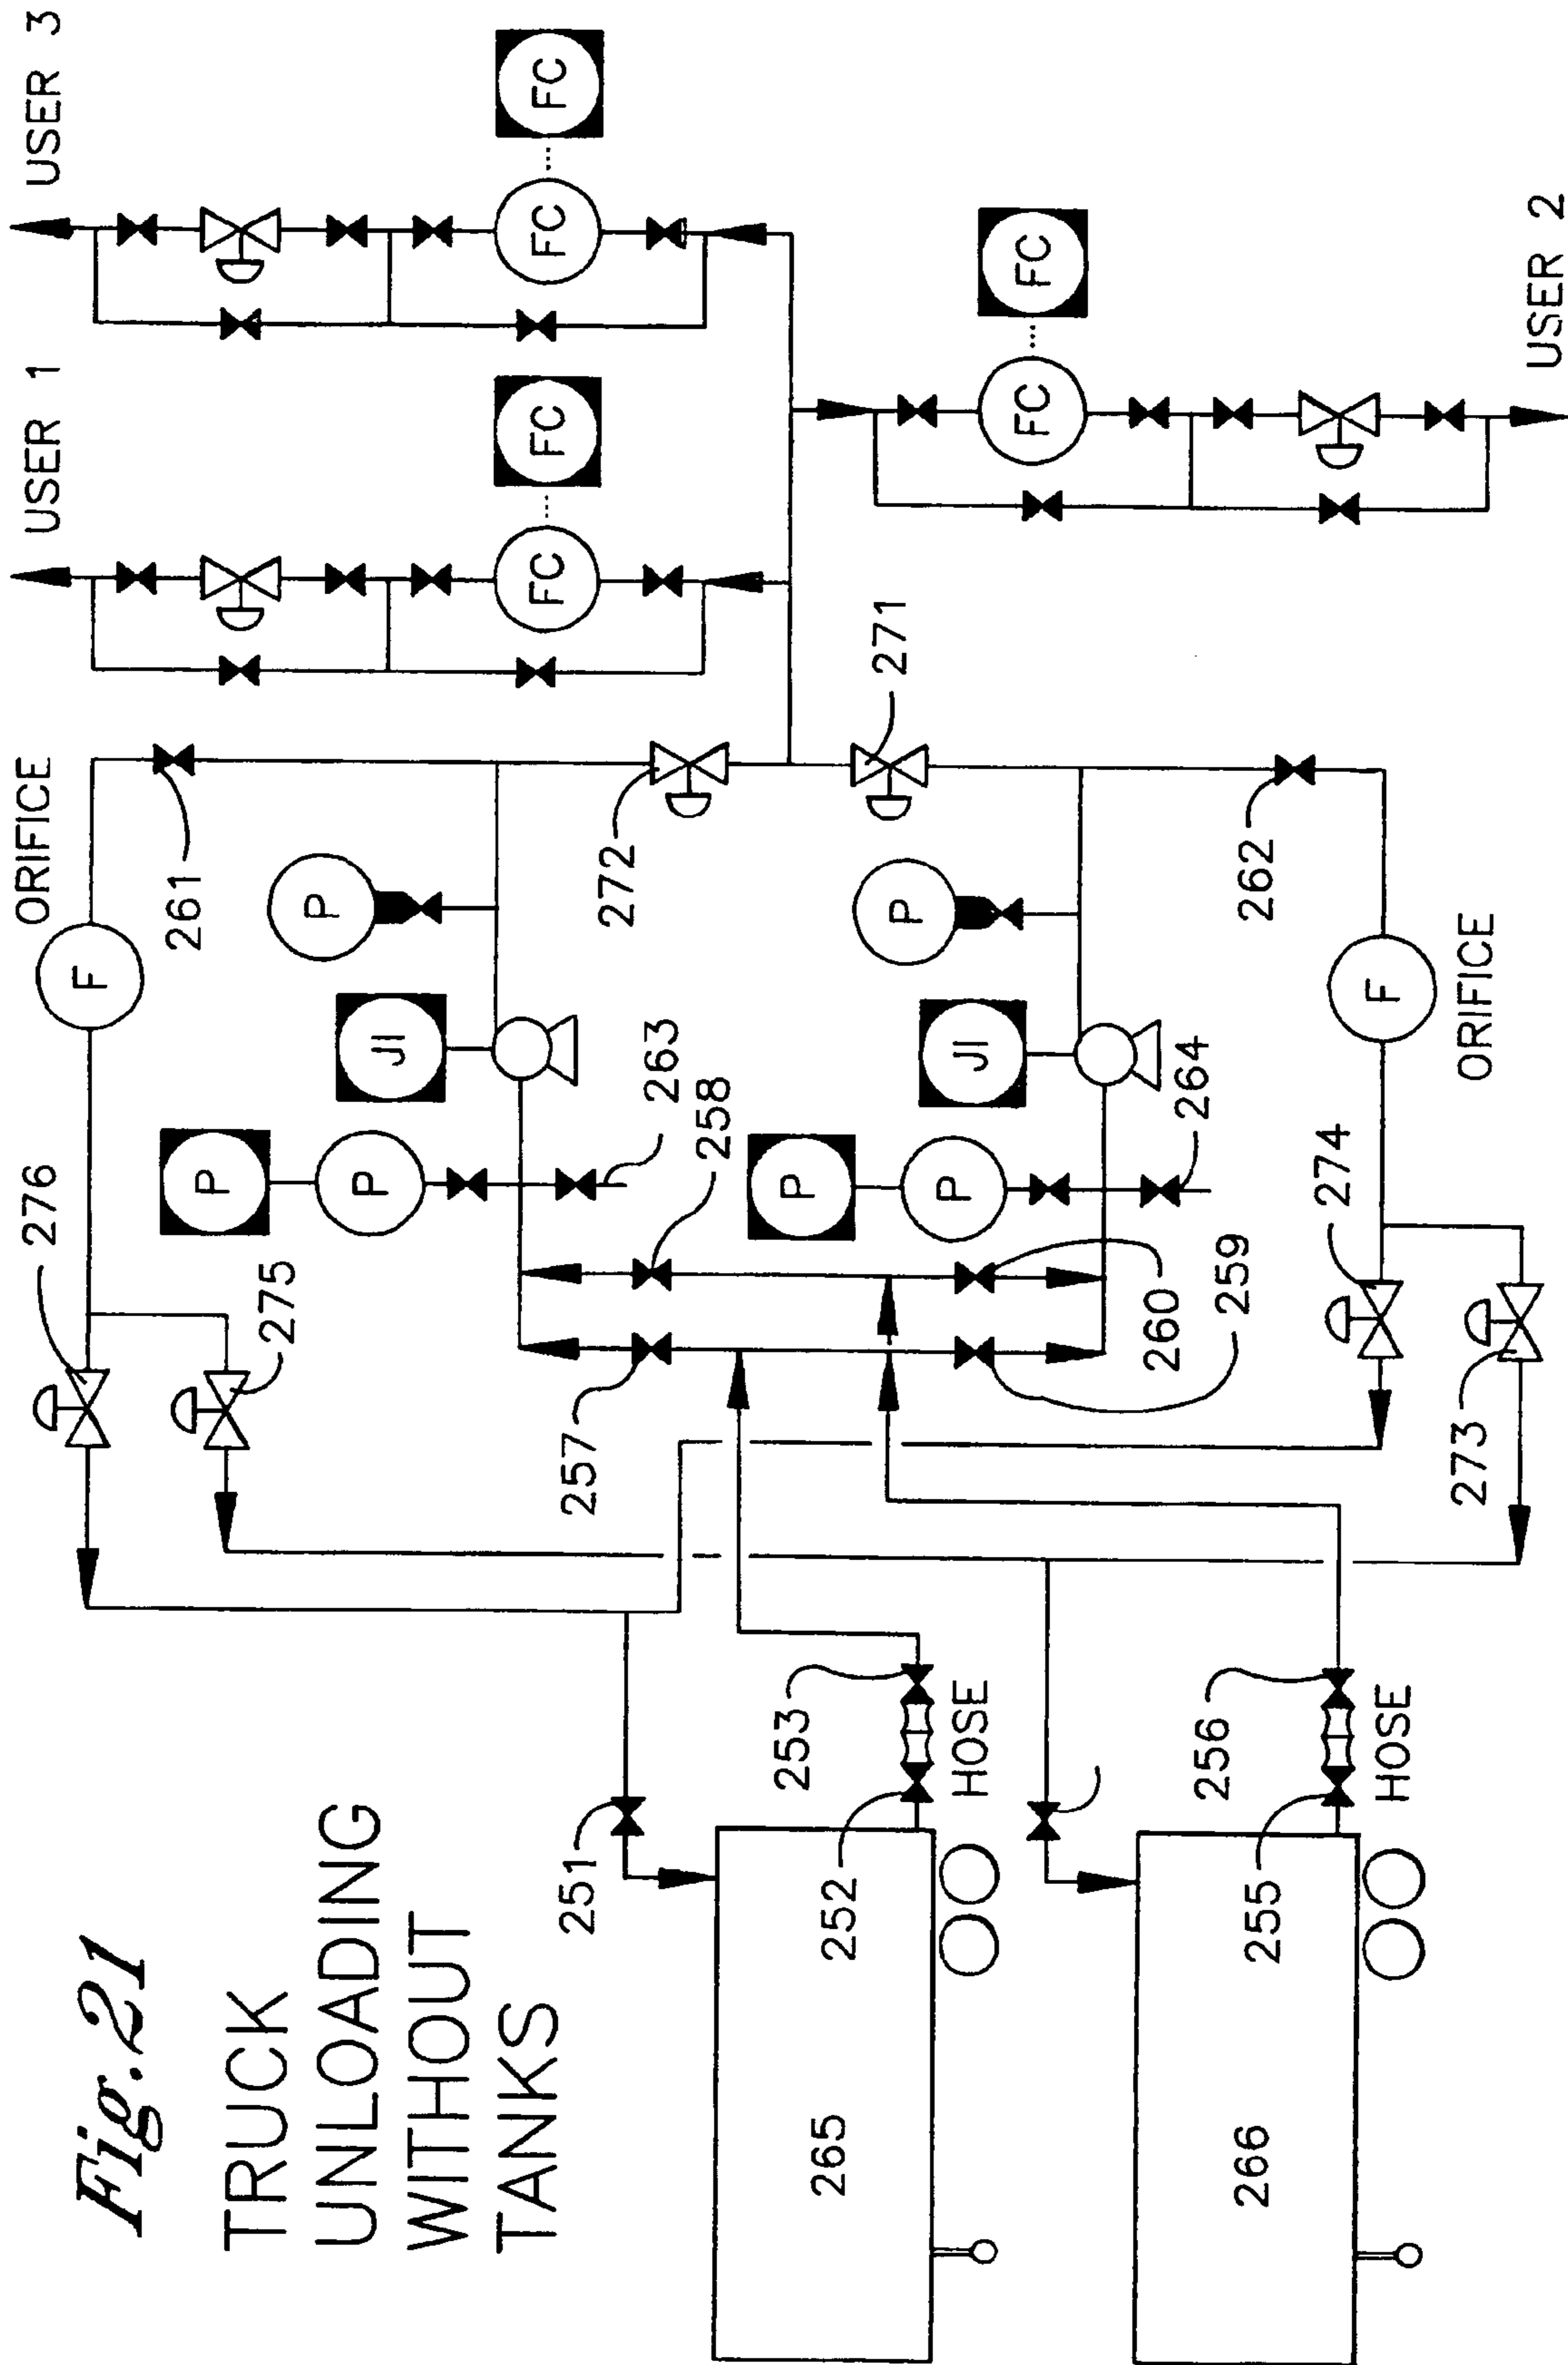 Fig.21
TRUCK
UNLOADING
WITHOUT
TANKS
276
ORIFICE
F
USER 1
USER 3
275
261
P
P
P
JI
FC
FC
FC
FC
251
257
263
258
272
271
253
252
HOSE
265
P
P
P
JI
FC
FC
260
259
264
262
256
255
HOSE
266
274
273
F
ORIFICE
USER 2